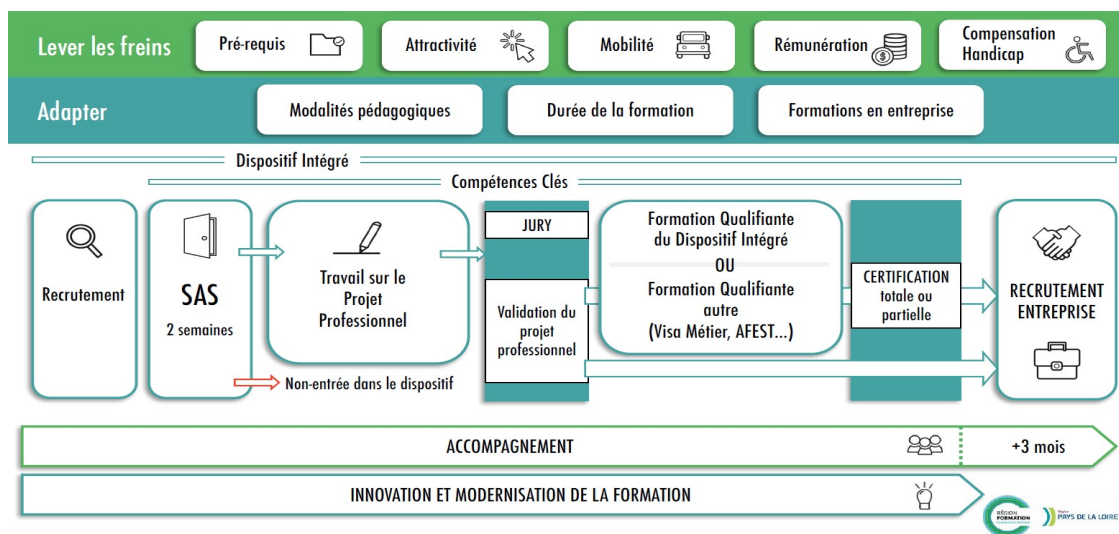 Lever les freins
Pré-requis
Attractivité
Mobilité
Rémunération
Compensation
Handicap
Adapter
Modalités pédagogiques
Durée de la formation
Formations en entreprise
Dispositif Intégré
Compétences Clés
Recrutement
SAS
2 semaines
Travail sur le
Projet
Professionnel
Non-entrée dans le dispositif
JURY
Validation du
projet
professionnel
Formation Qualifiante
du Dispositif Intégré
OU
Formation Qualifiante
autre
(Visa Métier, AFEST...)
CERTIFICATION
totale ou
partielle
RECRUTEMENT
ENTREPRISE
ACCOMPAGNEMENT
+3 mois
INNOVATION ET MODERNISATION DE LA FORMATION
RÉGION
FORMATION
Région
PAYS DE LA LOIRE